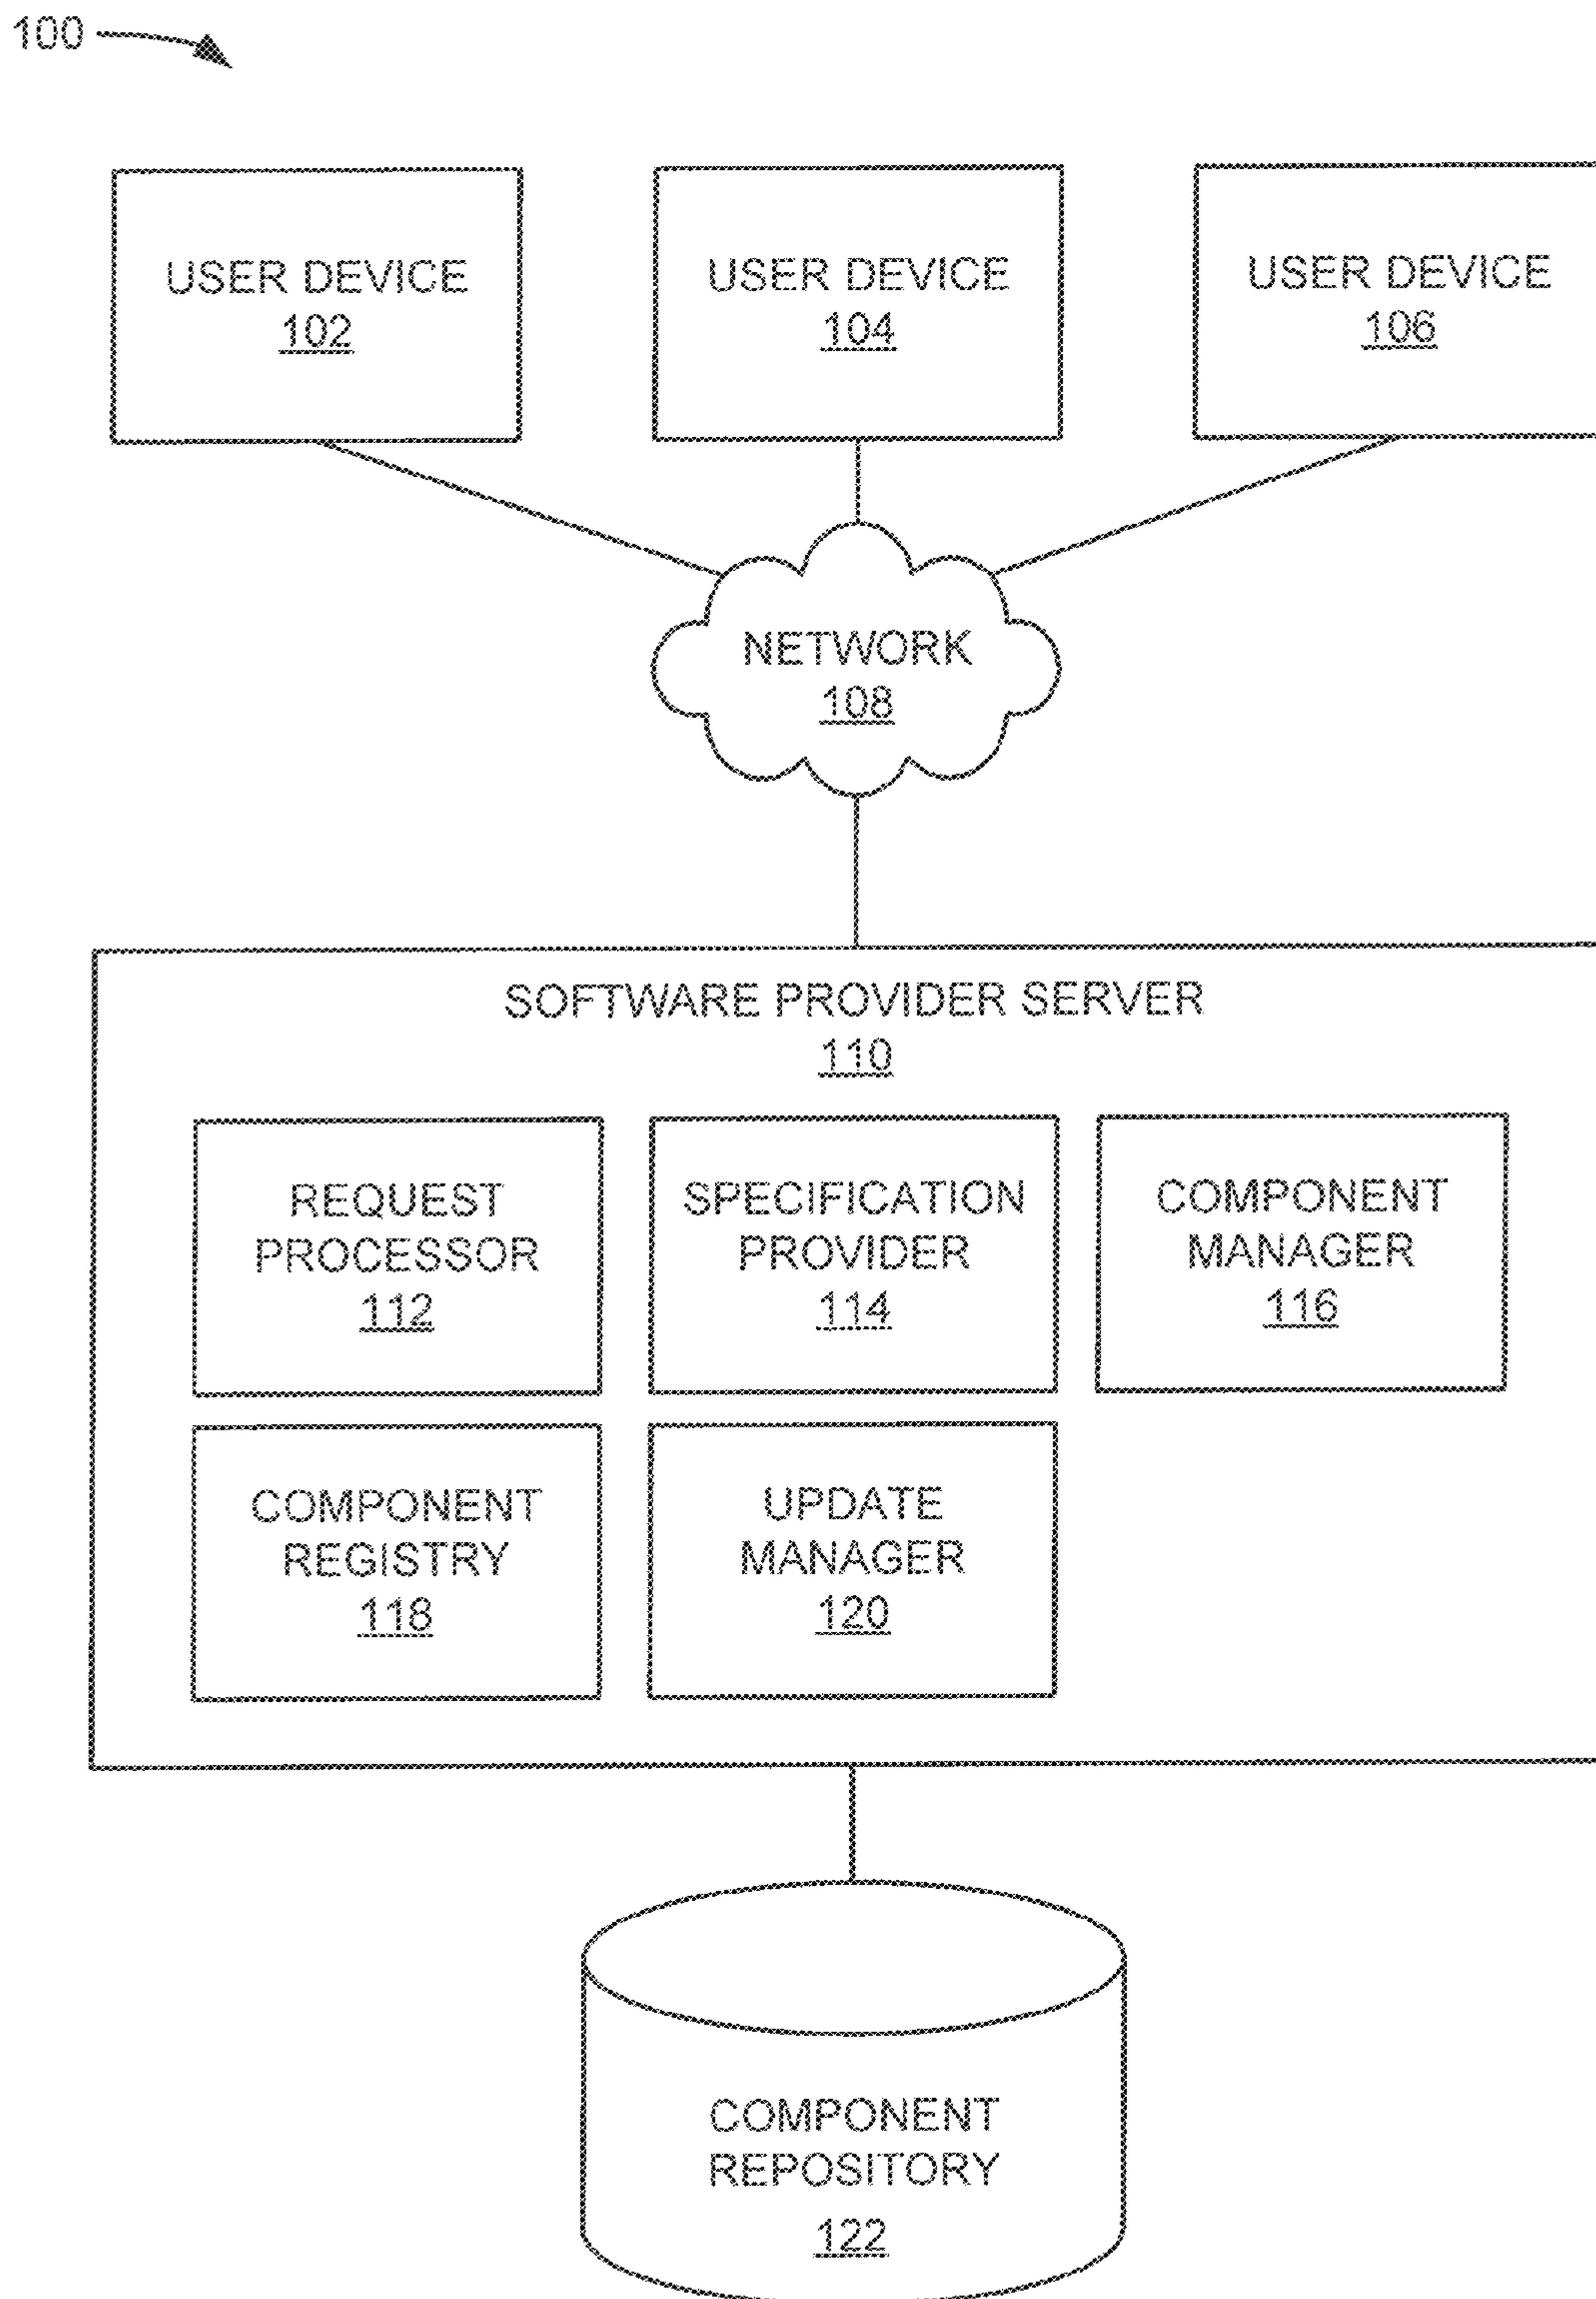 100
USER DEVICE
102
USER DEVICE
104
USER DEVICE
106
NETWORK
108
SOFTWARE PROVIDER SERVER
110
REQUEST
PROCESSOR
112
SPECIFICATION
PROVIDER
114
COMPONENT
MANAGER
116
COMPONENT
REGISTRY
118
UPDATE
MANAGER
120
COMPONENT
REPOSITORY
122